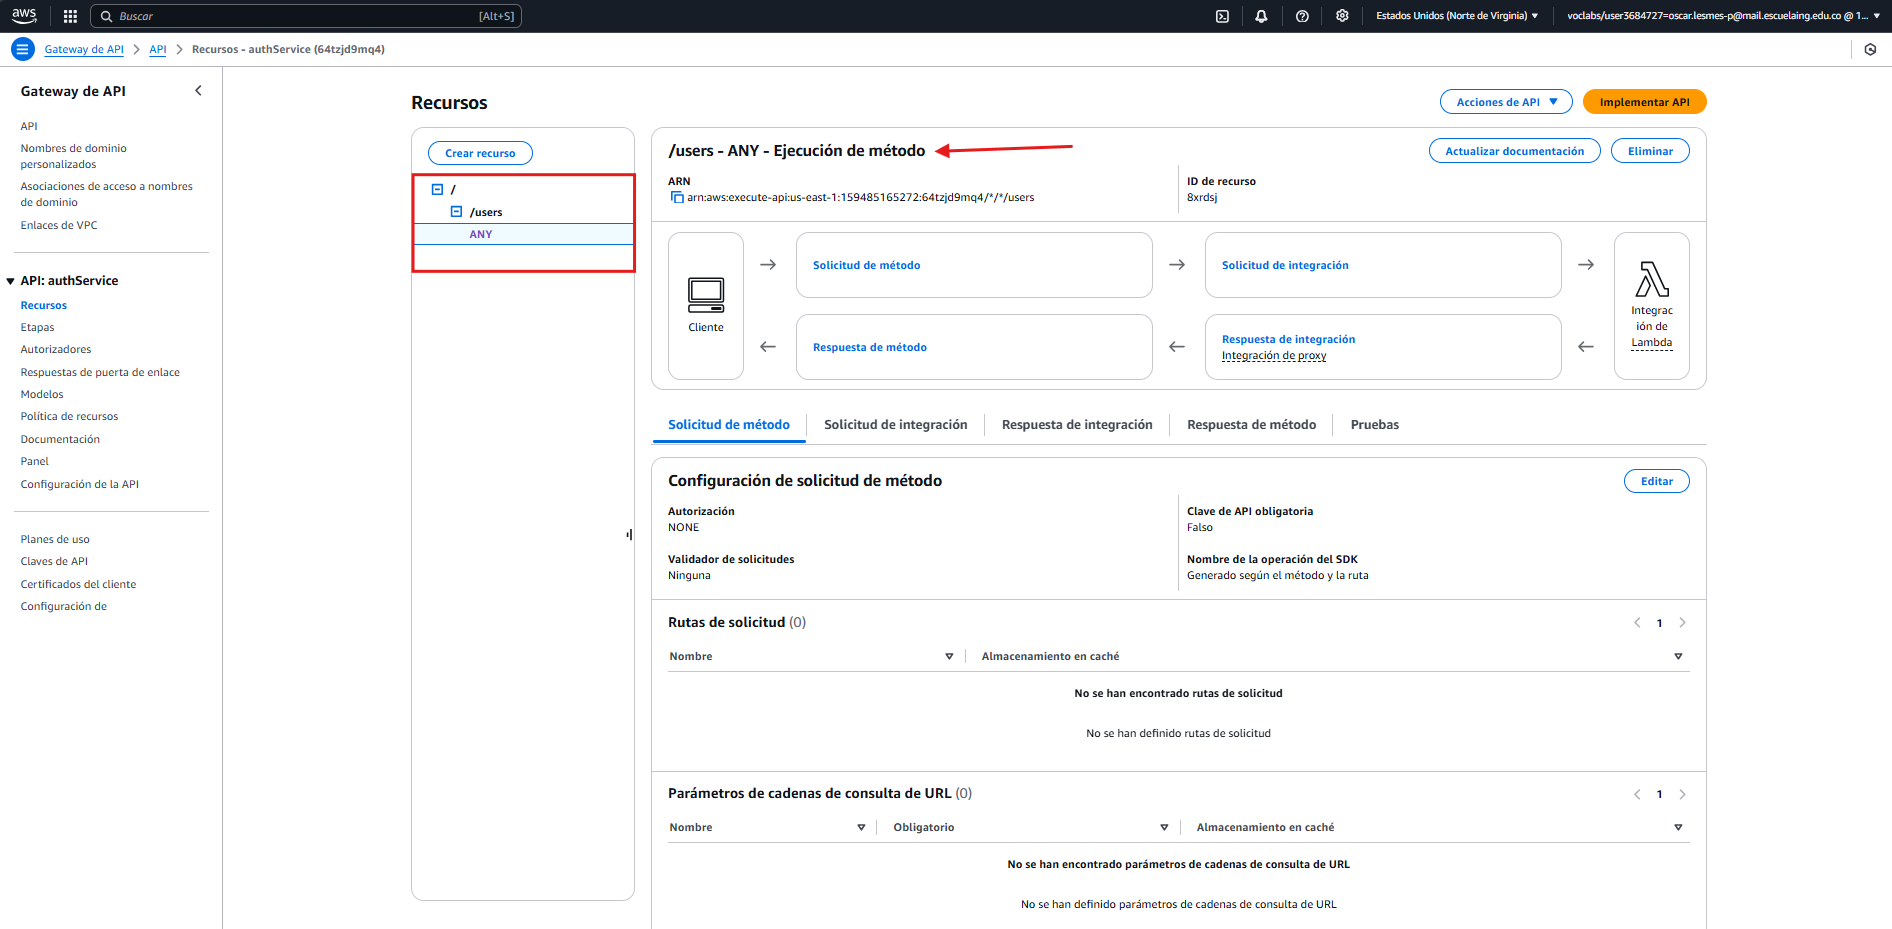 aws
Buscar [Alt+S]
Estados Unidos (Norte de Virginia)
voclabs/user3684727=oscar.lesmes-p@mail.escuelaing.edu.co @ 1...
Gateway de API
API
Recursos - authService (64tzjd9mq4)
Gateway de API
API
Nombres de dominio
personalizados
Asociaciones de acceso a nombres
de dominio
Enlaces de VPC
API: authService
Recursos
Etapas
Autorizadores
Respuestas de puerta de enlace
Modelos
Política de recursos
Documentación
Panel
Configuración de la API
Planes de uso
Claves de API
Certificados del cliente
Configuración de
Recursos
Acciones de API
Implementar API
Crear recurso
/
/users
ANY
/users - ANY - Ejecución de método
Actualizar documentación
Eliminar
ARN
arn:aws:execute-api:us-east-1:159485165272:64tzjd9mq4/*/*/users
ID de recurso
8xrdsj
Cliente
Solicitud de método
Solicitud de integración
Respuesta de método
Respuesta de integración
Integración de proxy
Integrac
ión de
Lambda
Solicitud de método
Solicitud de integración
Respuesta de integración
Respuesta de método
Pruebas
Configuración de solicitud de método
Editar
Autorización
NONE
Clave de API obligatoria
Falso
Validador de solicitudes
Ninguna
Nombre de la operación del SDK
Generado según el método y la ruta
Rutas de solicitud (0)
1
Nombre
Almacenamiento en caché
No se han encontrado rutas de solicitud
No se han definido rutas de solicitud
Parámetros de cadenas de consulta de URL (0)
1
Nombre
Obligatorio
Almacenamiento en caché
No se han encontrado parámetros de cadenas de consulta de URL
No se han definido parámetros de cadenas de consulta de URL